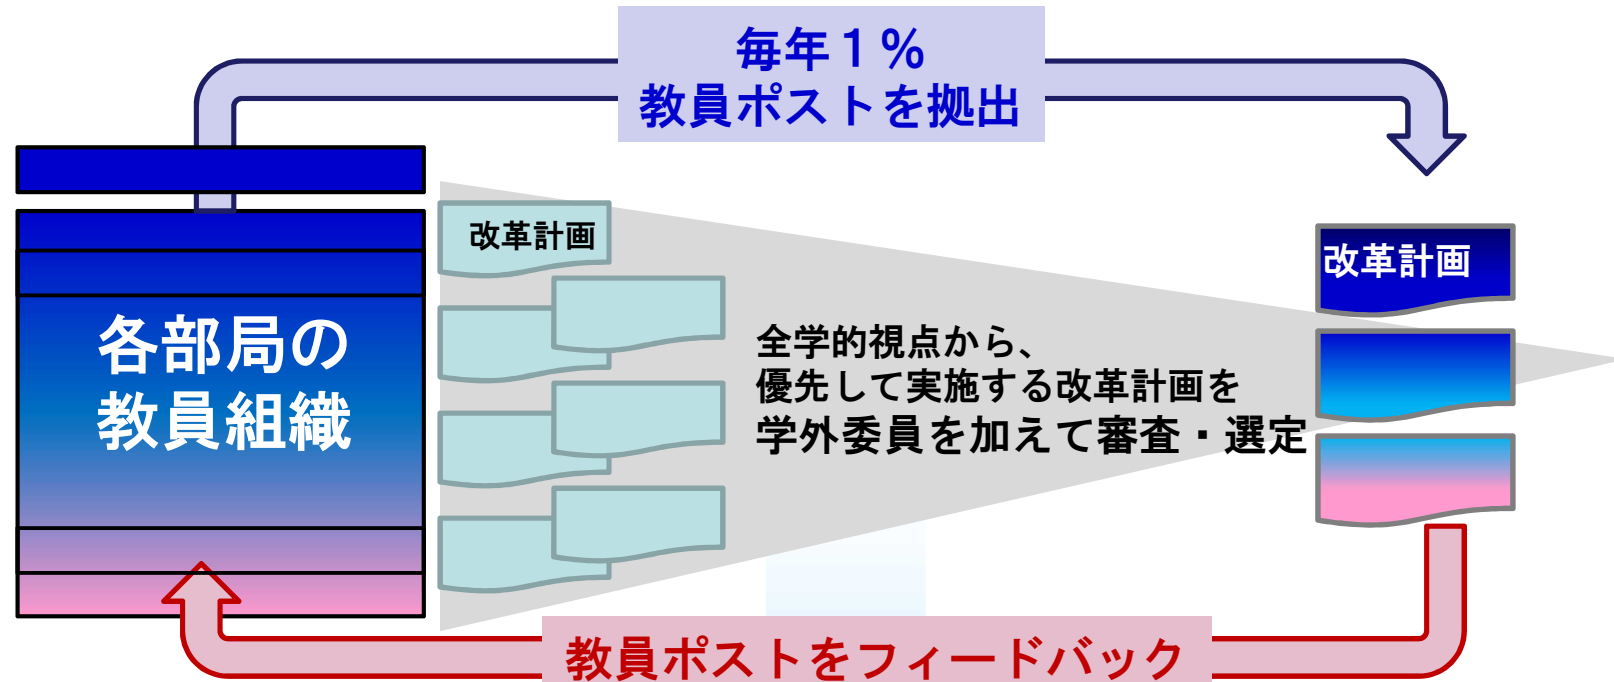 毎年１％
教員ポストを拠出
各部局の
教員組織
改革計画
全学的視点から、
優先して実施する改革計画を
学外委員を加えて審査・選定
改革計画
教員ポストをフィードバック